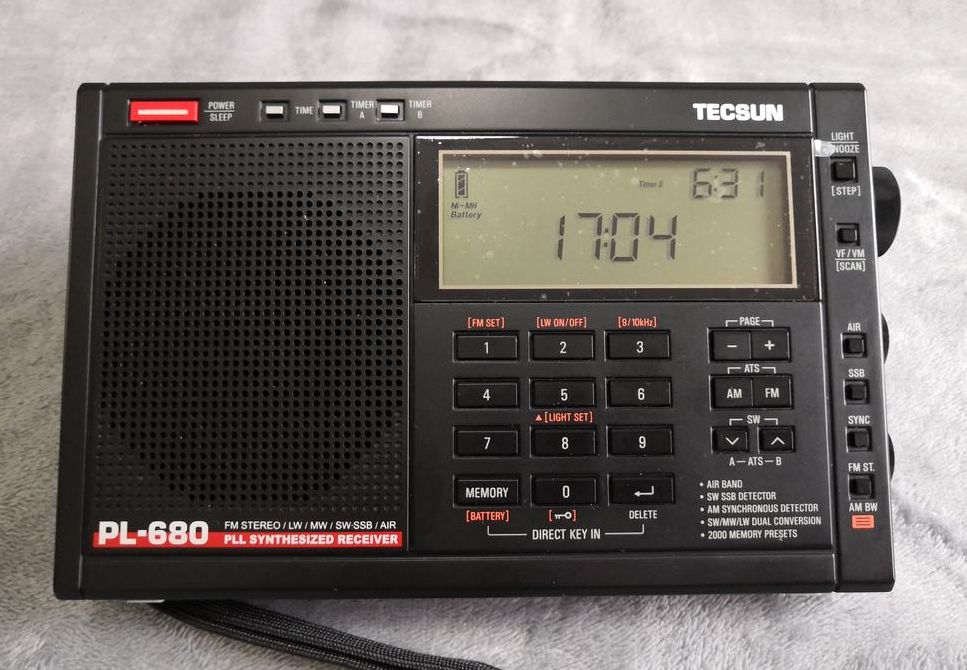 POWER
SLEEP
TIME
TIMER A
TIMER B
TECSUN
LIGHT
SNOOZE
[STEP]
Ni-MH
Battery
Timer B
6:31
17:04
VF / VM
[SCAN]
[FM SET] [LW ON/OFF] [9/10kHz]
1 2 3
PAGE
− +
AIR
4 5 6
ATS
AM FM
SSB
▲[LIGHT SET]
7 8 9
SW
A — ATS — B
SYNC
MEMORY 0
[BATTERY] DELETE
DIRECT KEY IN
• AIR BAND
• SW SSB DETECTOR
• AM SYNCHRONOUS DETECTOR
• SW/MW/LW DUAL CONVERSION
• 2000 MEMORY PRESETS
FM ST.
AM BW
PL-680 FM STEREO / LW / MW / SW-SSB / AIR
PLL SYNTHESIZED RECEIVER